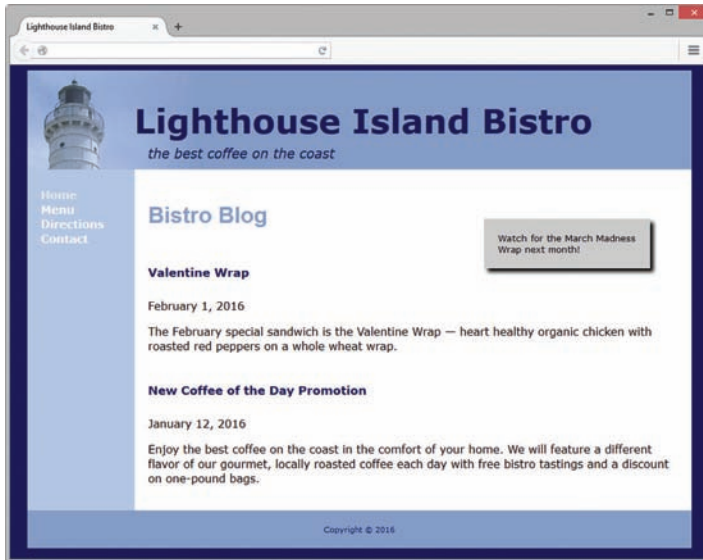 Lighthouse Island Bistro
Lighthouse Island Bistro
the best coffee on the coast
Home
Menu
Directions
Contact
Bistro Blog
Watch for the March Madness
Wrap next month!
Valentine Wrap
February 1, 2016
The February special sandwich is the Valentine Wrap — heart healthy organic chicken with
roasted red peppers on a whole wheat wrap.
New Coffee of the Day Promotion
January 12, 2016
Enjoy the best coffee on the coast in the comfort of your home. We will feature a different
flavor of our gourmet, locally roasted coffee each day with free bistro tastings and a discount
on one-pound bags.
Copyright © 2016